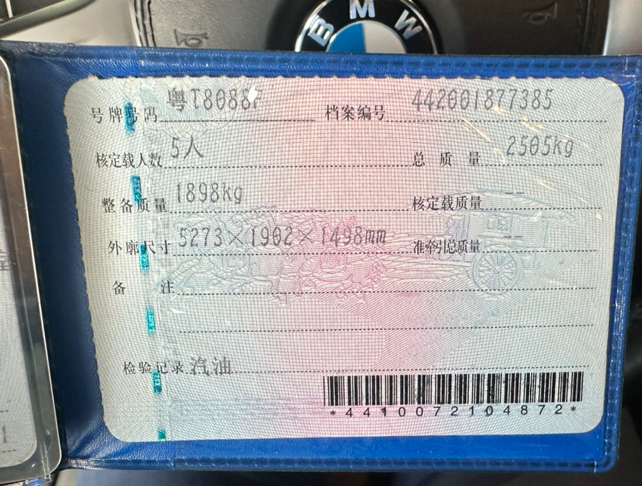 BMW
号牌号码 粤T8088 档案编号 442001877385
核定载人数 5人 总质量 2505kg
整备质量 1898kg 核定载质量 --
外廓尺寸 5273×1902×1498mm 准牵引总质量 --
备注
检验记录 汽油
*4410072104872*